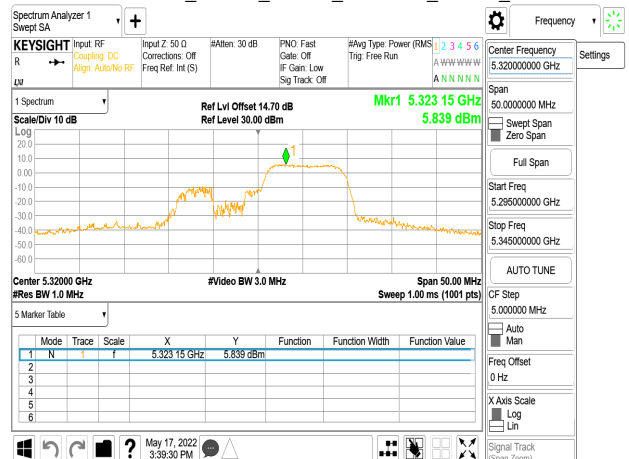 Spectrum Analyzer 1
Swept SA
Frequency
KEYSIGHT
R
Input: RF
Coupling: DC
Align: Auto/No RF
Input Z: 50 Ω
Corrections: Off
Freq Ref: Int (S)
#Atten: 30 dB
PNO: Fast
Gate: Off
IF Gain: Low
Sig Track: Off
#Avg Type: Power (RMS
Trig: Free Run
1 2 3 4 5 6
A W W W W W
A N N N N N
Center Frequency
5.320000000 GHz
Settings
Span
50.0000000 MHz
Swept Span
Zero Span
Full Span
Start Freq
5.295000000 GHz
Stop Freq
5.345000000 GHz
AUTO TUNE
CF Step
5.000000 MHz
Auto
Man
Freq Offset
0 Hz
X Axis Scale
Log
Lin
Signal Track
(Span Zoom)
1 Spectrum
Scale/Div 10 dB
Ref Lvl Offset 14.70 dB
Ref Level 30.00 dBm
Mkr1 5.323 15 GHz
5.839 dBm
Log
20.0
10.0
0.00
-10.0
-20.0
-30.0
-40.0
-50.0
-60.0
1
Center 5.32000 GHz
#Res BW 1.0 MHz
#Video BW 3.0 MHz
Span 50.00 MHz
Sweep 1.00 ms (1001 pts)
5 Marker Table
Mode Trace Scale X Y Function Function Width Function Value
1 N 1 f 5.323 15 GHz 5.839 dBm
2
3
4
5
6
?
May 17, 2022
3:39:30 PM